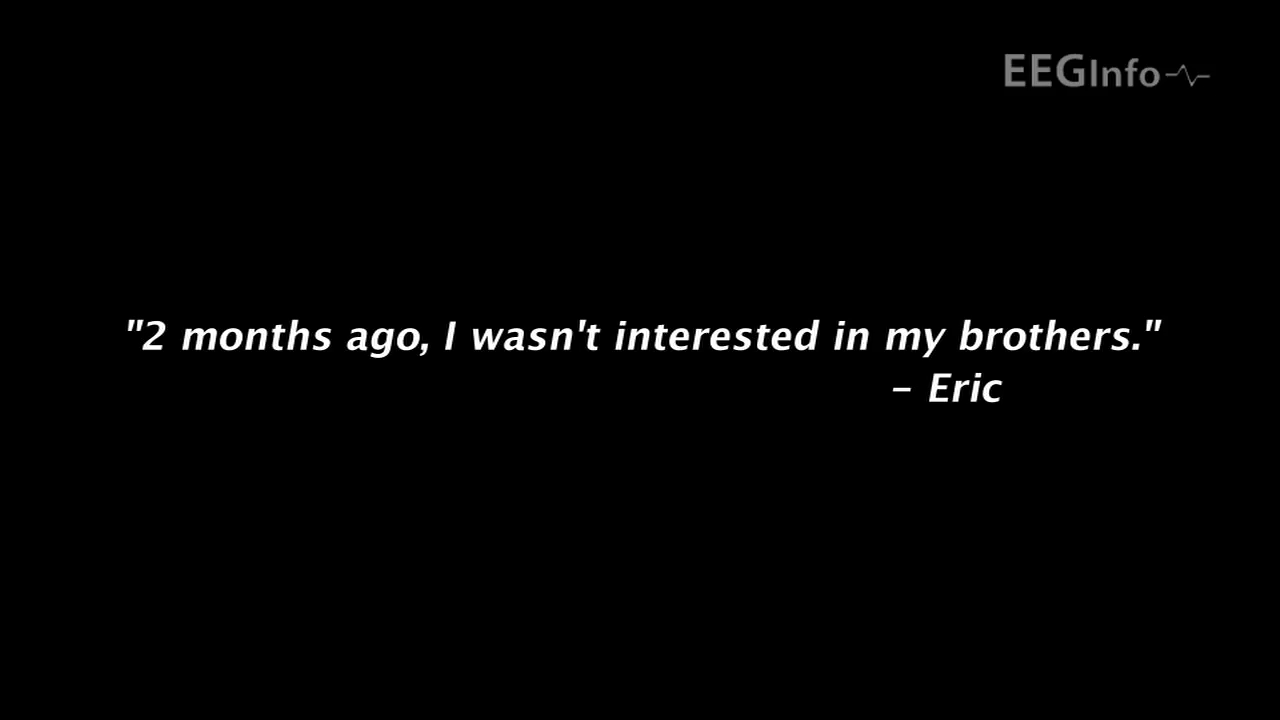 EEGInfo
"2 months ago, I wasn't interested in my brothers."
– Eric